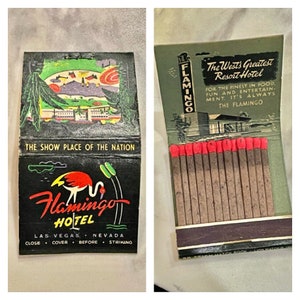 THE SHOW PLACE OF THE NATION
Flamingo
HOTEL
LAS VEGAS • NEVADA
CLOSE • COVER • BEFORE • STRIKING
FLAMINGO
The West's Greatest
Resort Hotel
FOR THE FINEST IN FOOD,
FUN AND ENTERTAIN-
MENT, IT'S ALWAYS
THE FLAMINGO